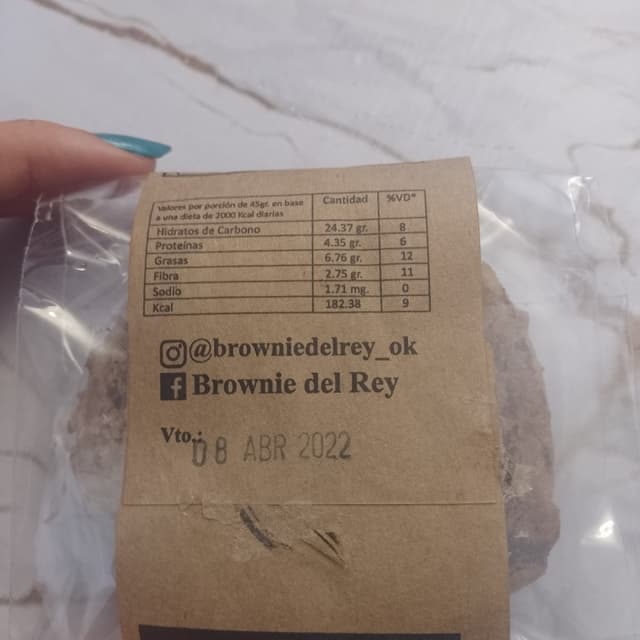 Valores por porción de 45gr. en base a una dieta de 2000 Kcal diarias Cantidad %VD*
Hidratos de Carbono 24.37 gr. 8
Proteínas 4.35 gr. 6
Grasas 6.76 gr. 12
Fibra 2.75 gr. 11
Sodio 1.71 mg. 0
Kcal 182.38 9
@browniedelrey_ok
Brownie del Rey
Vto.: 08 ABR 2022